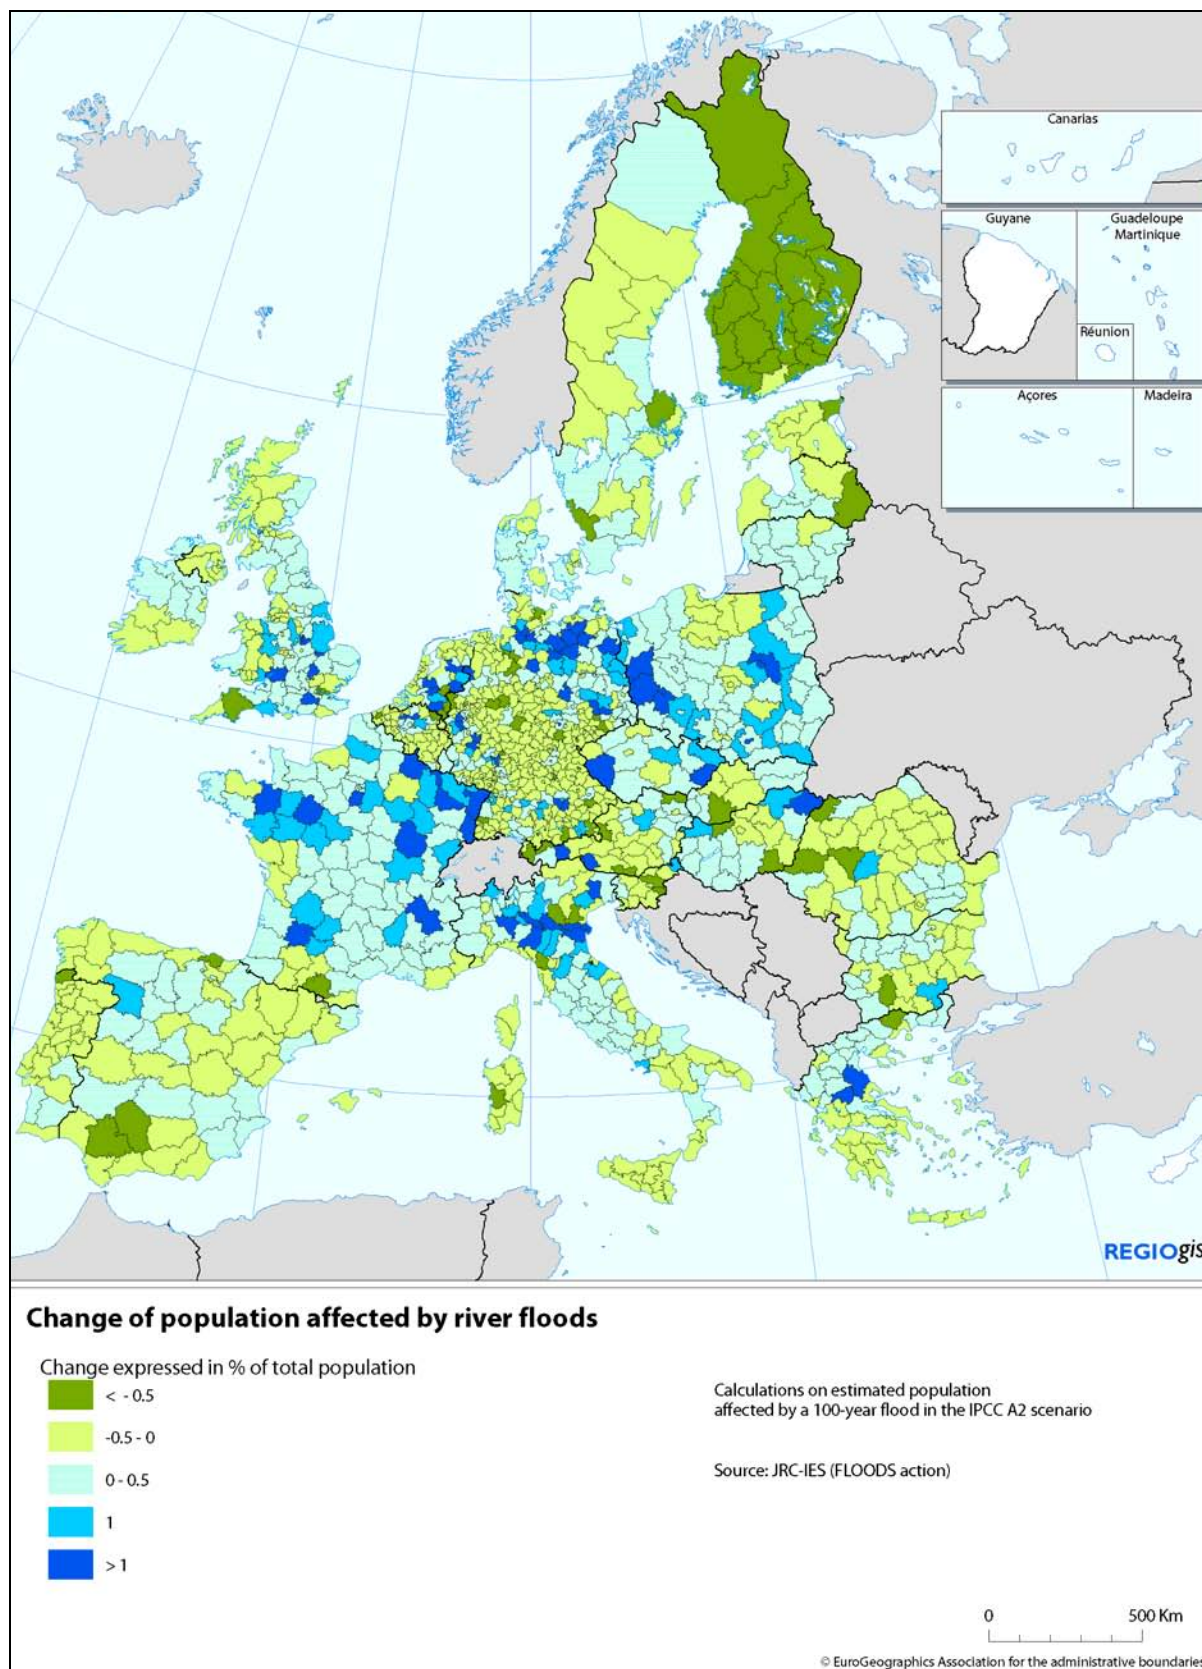 Canarias
Guyane
Guadeloupe
Martinique
Réunion
Açores
Madeira
REGIOgis
Change of population affected by river floods
Change expressed in % of total population
< - 0.5
-0.5 - 0
0 - 0.5
1
> 1
Calculations on estimated population
affected by a 100-year flood in the IPCC A2 scenario
Source: JRC-IES (FLOODS action)
0 500 Km
© EuroGeographics Association for the administrative boundaries